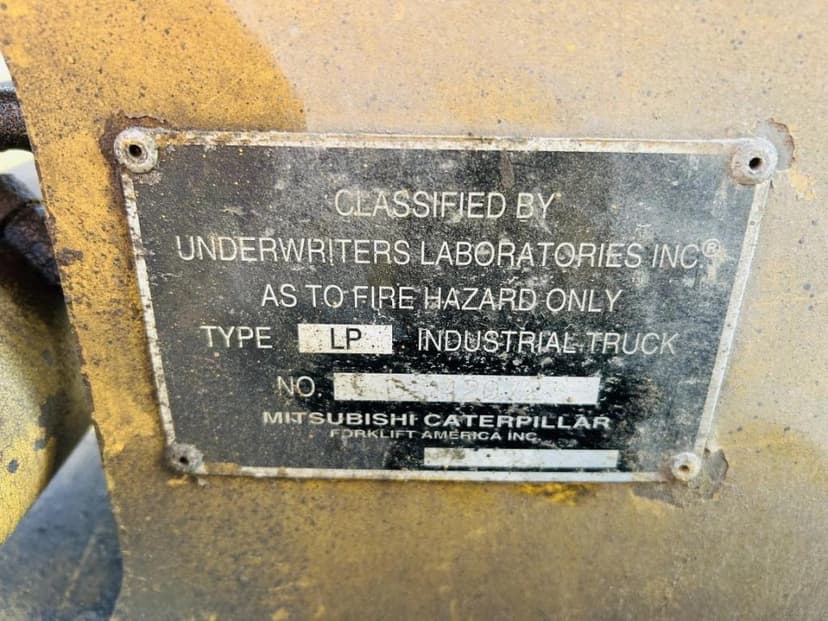 CLASSIFIED BY
UNDERWRITERS LABORATORIES INC®
AS TO FIRE HAZARD ONLY
TYPE LP INDUSTRIAL TRUCK
NO.
MITSUBISHI CATERPILLAR
FORKLIFT AMERICA INC.